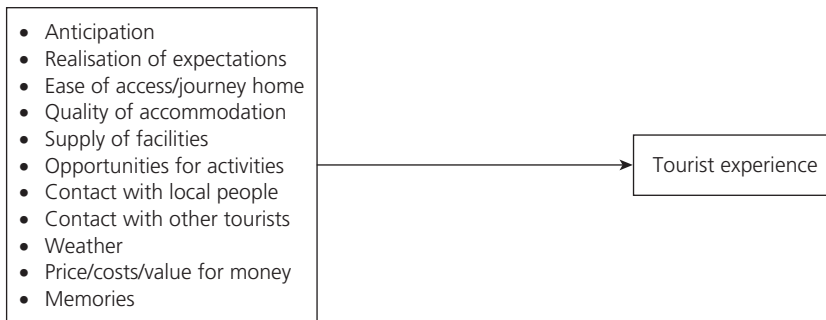 • Anticipation
• Realisation of expectations
• Ease of access/journey home
• Quality of accommodation
• Supply of facilities
• Opportunities for activities
• Contact with local people
• Contact with other tourists
• Weather
• Price/costs/value for money
• Memories
Tourist experience